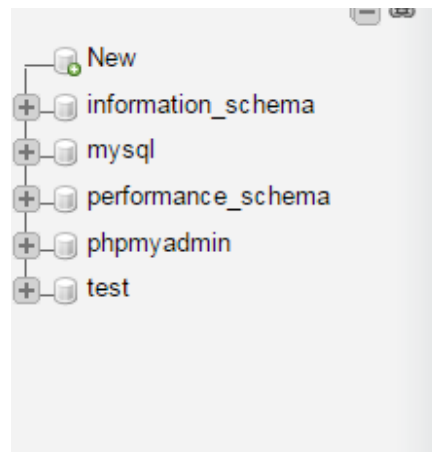 New
information_schema
mysql
performance_schema
phpmyadmin
test